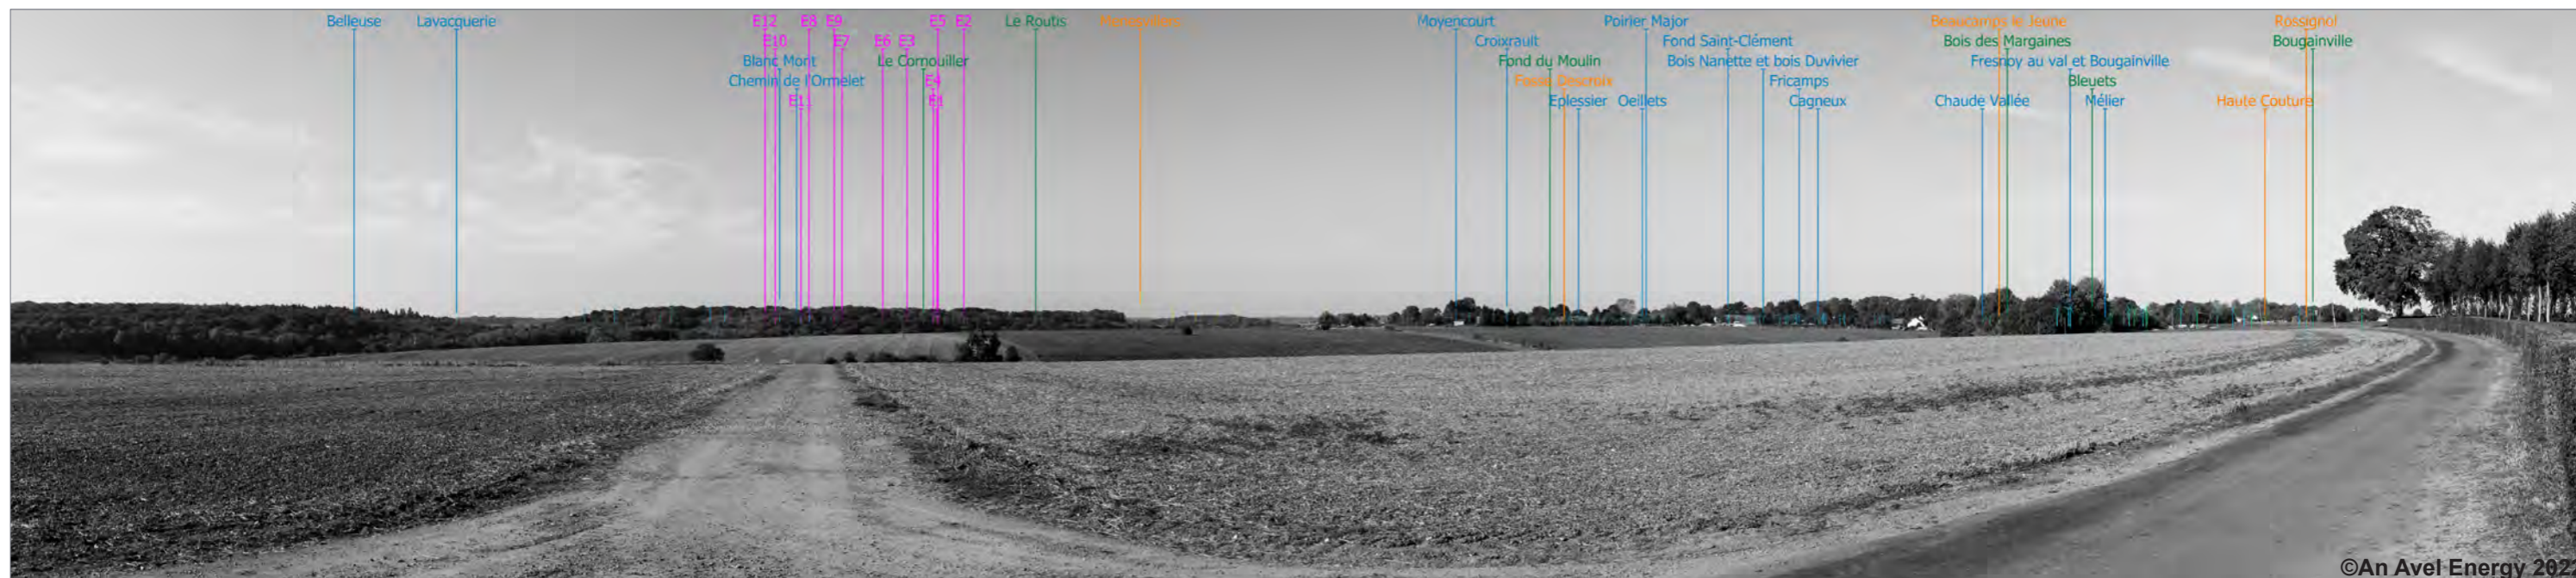 Belleuse Lavacquerie E12 E8 E9 E5 E2 Le Routis Moyencourt Poirier Major Beaucamps le Jeune Rossignol
E10 E7 E6 E3 Croixrault Fond Saint-Clément Bois des Margaines Bougainville
Blanc Mont Le Cornouiller Fond du Moulin Bois Nanette et bois Duvivier Fresnoy au val et Bougainville
Chemin de l'Ormelet E4 Fricamps Bleuets
E11 E1 Eplessier Oeillets Cagneux Chaude Vallée Mélier Haute Couture
©An Avel Energy